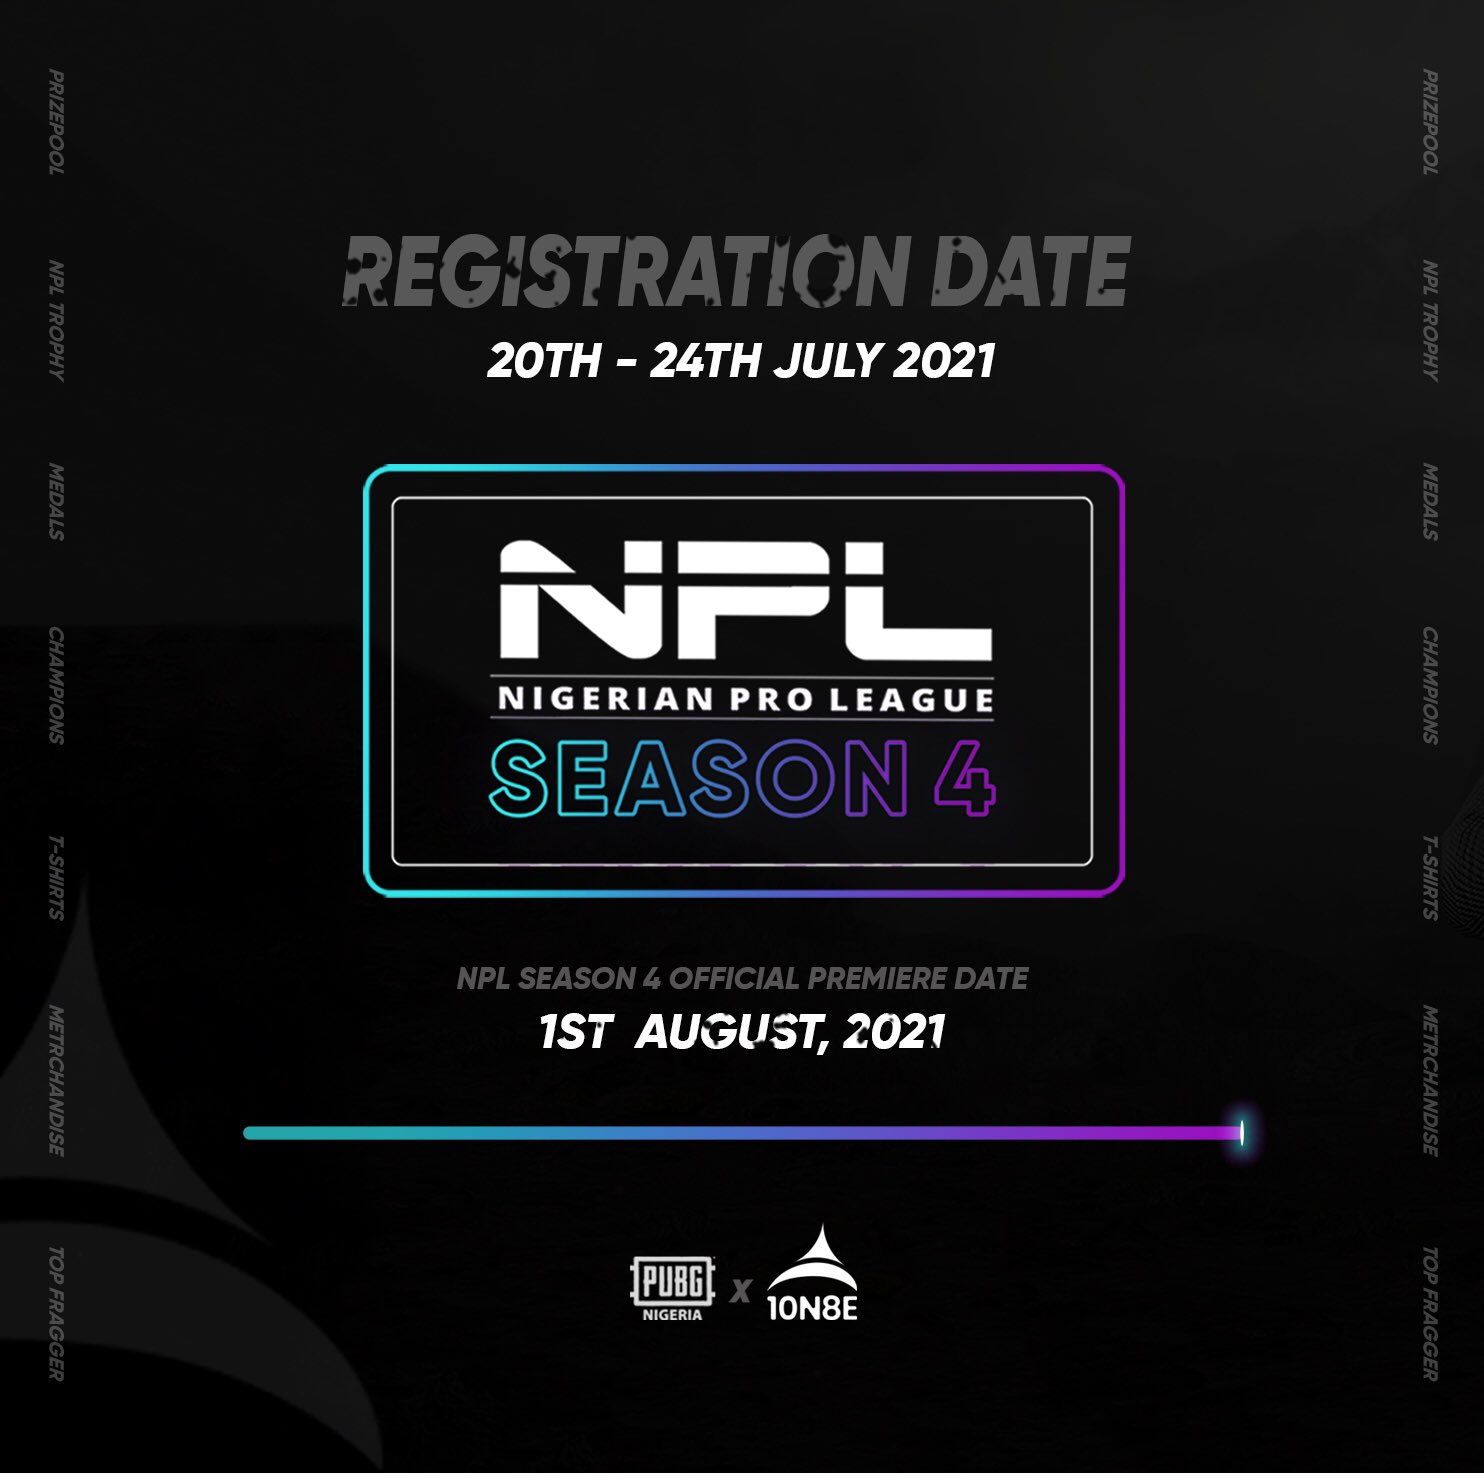 REGISTRATION DATE
20TH - 24TH JULY 2021
NPL
NIGERIAN PRO LEAGUE
SEASON 4
NPL SEASON 4 OFFICIAL PREMIERE DATE
1ST AUGUST, 2021
PUBG
NIGERIA
X
10N8E
PRIZEPOOL
NPL TROPHY
MEDALS
CHAMPIONS
T-SHIRTS
METRCHANDISE
TOP FRAGGER
PRIZEPOOL
NPL TROPHY
MEDALS
CHAMPIONS
T-SHIRTS
METRCHANDISE
TOP FRAGGER